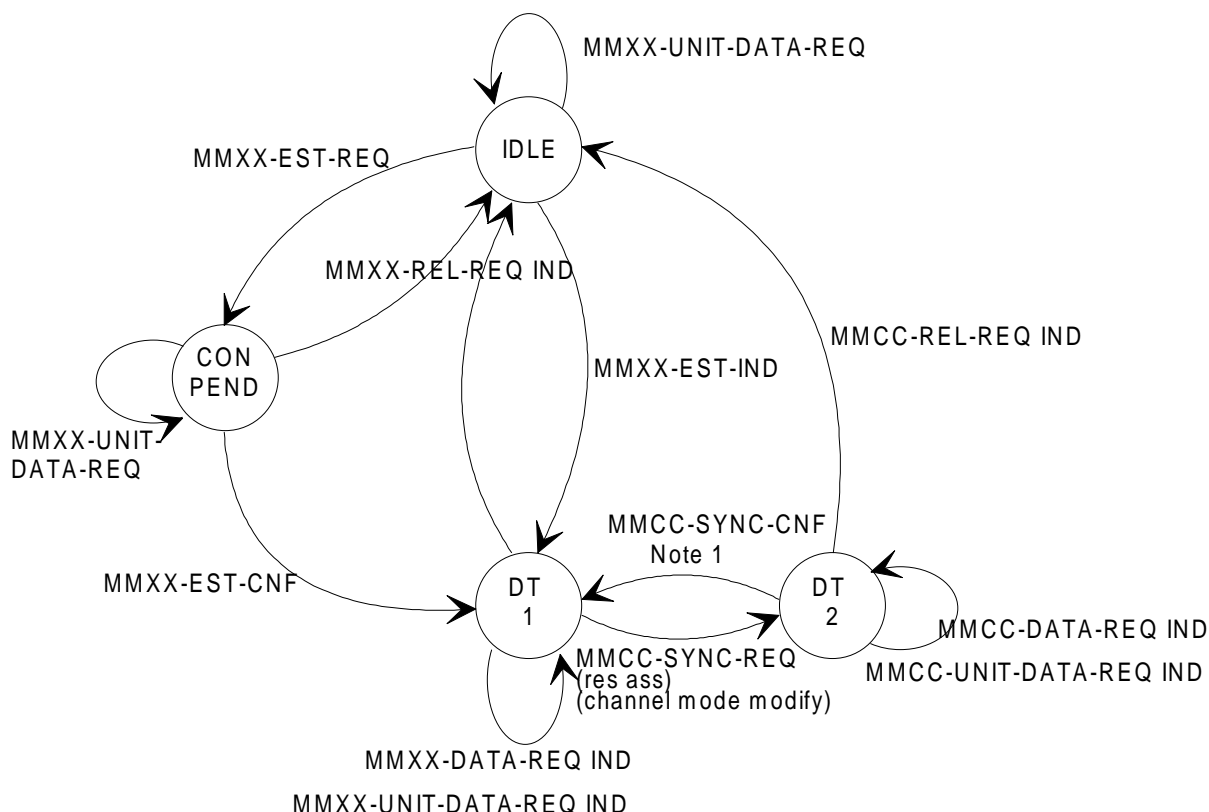 MMXX-UNIT-DATA-REQ
IDLE
MMXX-EST-REQ
MMXX-REL-REQ IND
MMCC-REL-REQ IND
CON
PEND
MMXX-EST-IND
MMXX-UNIT-
DATA-REQ
MMCC-SYNC-CNF
Note 1
MMXX-EST-CNF
DT
1
DT
2
MMCC-DATA-REQ IND
MMCC-SYNC-REQ
(res ass)
(channel mode modify)
MMCC-UNIT-DATA-REQ IND
MMXX-DATA-REQ IND
MMXX-UNIT-DATA-REQ IND